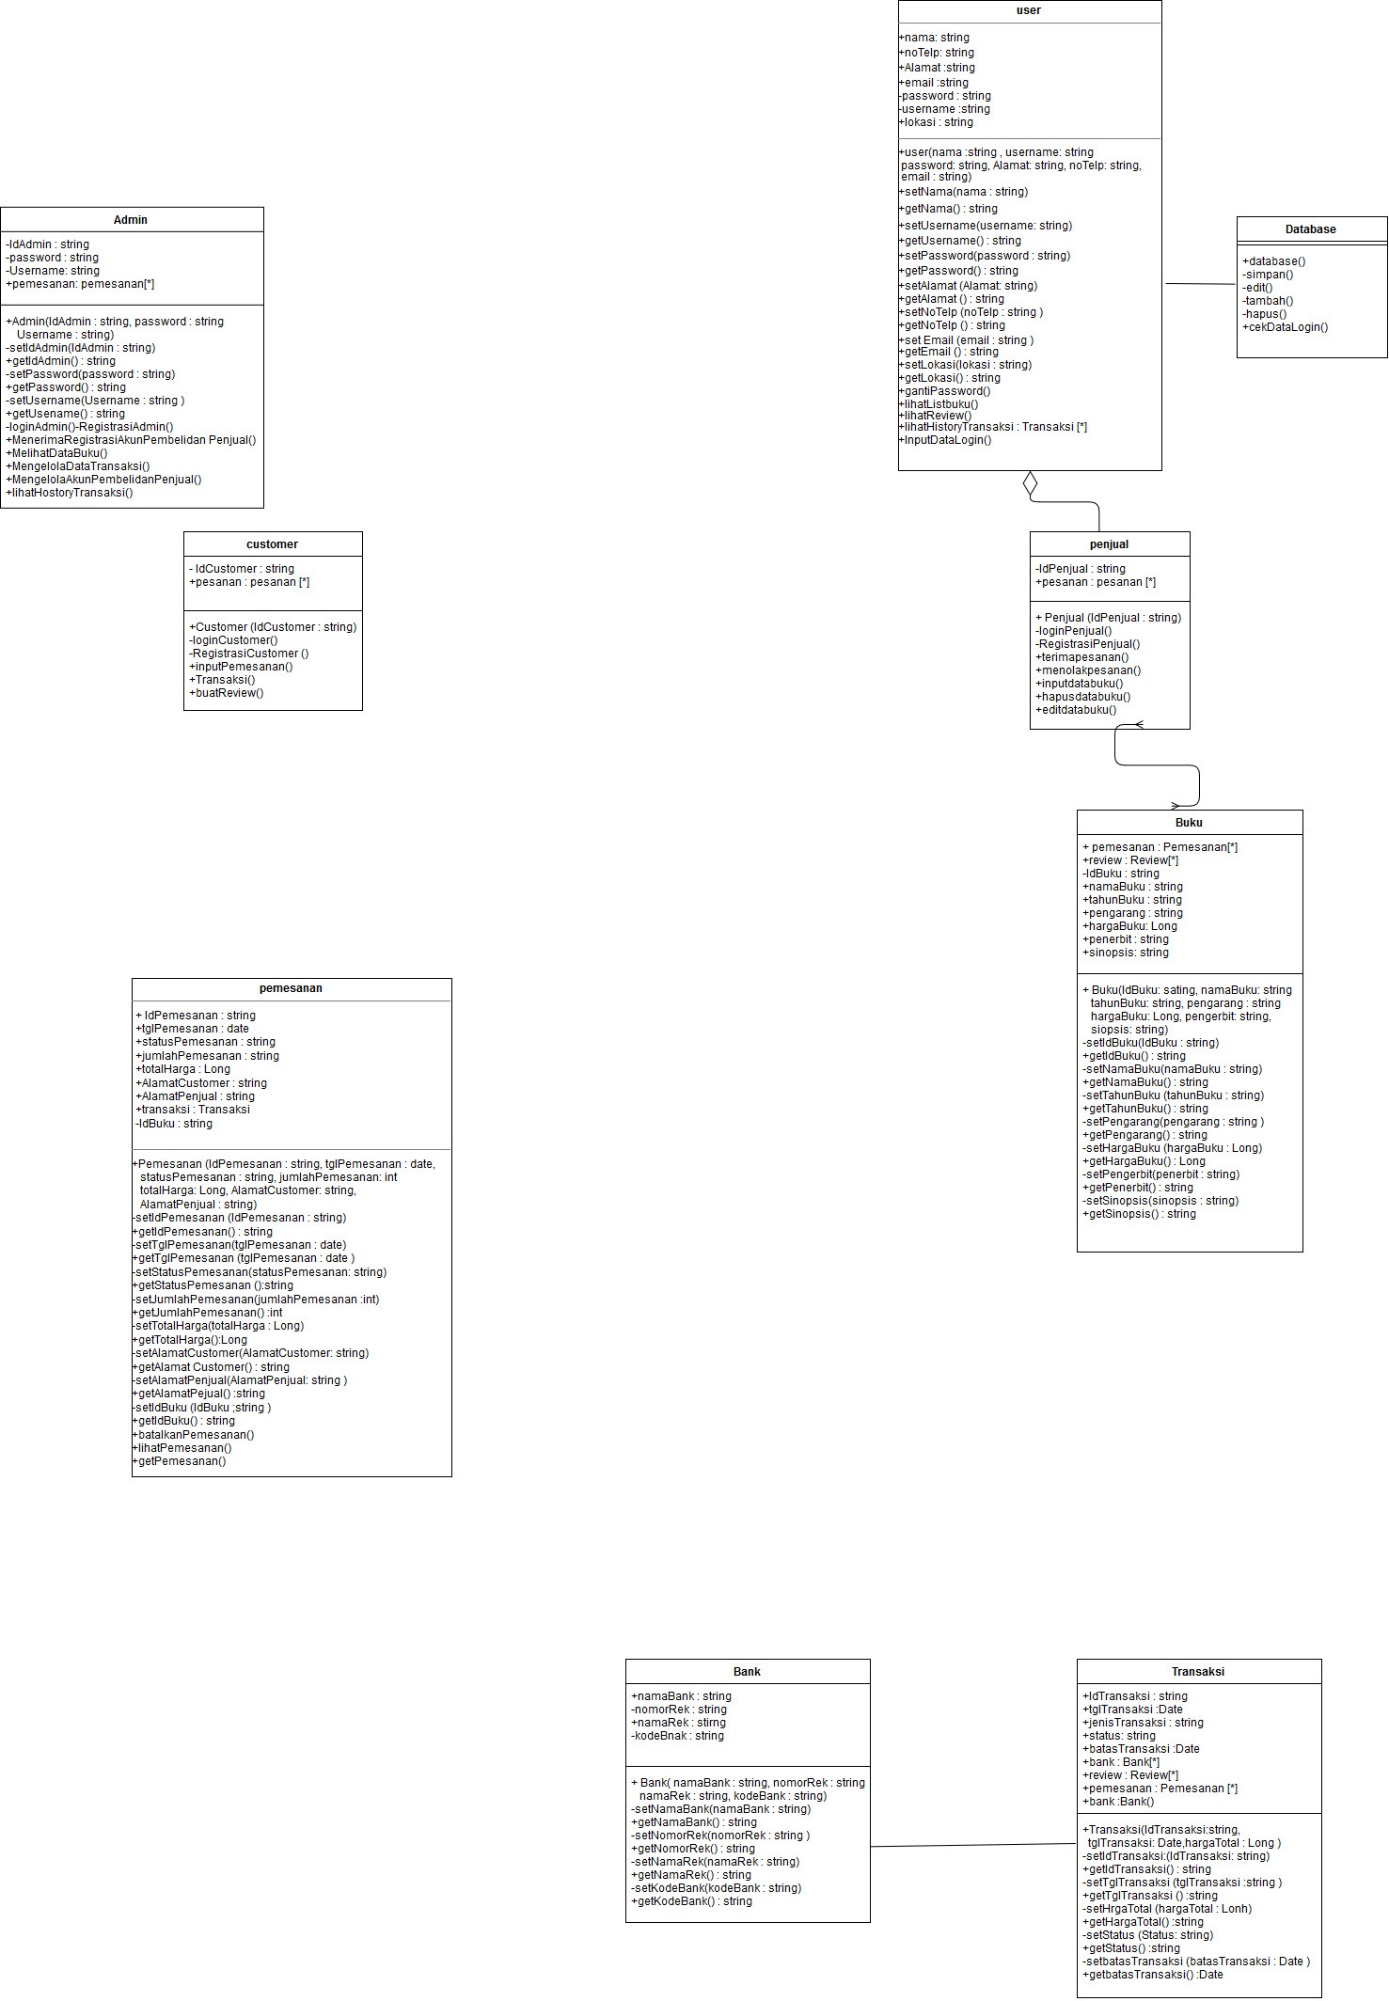 user
+nama: string
+noTelp: string
+Alamat :string
+email :string
-password : string
-username :string
+lokasi : string
+user(nama :string , username: string
password: string, Alamat: string, noTelp: string,
email : string)
+setNama(nama : string)
+getNama() : string
+setUsername(username: string)
+getUsername() : string
+setPassword(password : string)
+getPassword() : string
+setAlamat (Alamat: string)
+getAlamat () : string
+setNoTelp (noTelp : string )
+getNoTelp () : string
+set Email (email : string )
+getEmail () : string
+setLokasi(lokasi : string)
+getLokasi() : string
+gantiPassword()
+lihatListbuku()
+lihatReview()
+lihatHistoryTransaksi : Transaksi [*]
+InputDataLogin()
Admin
-IdAdmin : string
-password : string
-Username: string
+pemesanan: pemesanan[*]
+Admin(IdAdmin : string, password : string
Username : string)
-setIdAdmin(IdAdmin : string)
+getIdAdmin() : string
-setPassword(password : string)
+getPassword() : string
-setUsername(Username : string )
+getUsename() : string
-loginAdmin()-RegistrasiAdmin()
+MenerimaRegistrasiAkunPembelidan Penjual()
+MelihatDataBuku()
+MengelolaDataTransaksi()
+MengelolaAkunPembelidanPenjual()
+lihatHostoryTransaksi()
Database
+database()
-simpan()
-edit()
-tambah()
-hapus()
+cekDataLogin()
customer
- IdCustomer : string
+pesanan : pesanan [*]
+Customer (IdCustomer : string)
-loginCustomer()
-RegistrasiCustomer ()
+inputPemesanan()
+Transaksi()
+buatReview()
penjual
-IdPenjual : string
+pesanan : pesanan [*]
+ Penjual (IdPenjual : string)
-loginPenjual()
-RegistrasiPenjual()
+terimapesanan()
+menolakpesanan()
+inputdatabuku()
+hapusdatabuku()
+editdatabuku()
Buku
+ pemesanan : Pemesanan[*]
+review : Review[*]
-IdBuku : string
+namaBuku : string
+tahunBuku : string
+pengarang : string
+hargaBuku: Long
+penerbit : string
+sinopsis: string
+ Buku(IdBuku: sating, namaBuku: string
tahunBuku: string, pengarang : string
hargaBuku: Long, pengerbit: string,
siopsis: string)
-setIdBuku(IdBuku : string)
+getIdBuku() : string
-setNamaBuku(namaBuku : string)
+getNamaBuku() : string
-setTahunBuku (tahunBuku : string)
+getTahunBuku() : string
-setPengarang(pengarang : string )
+getPengarang() : string
-setHargaBuku (hargaBuku : Long)
+getHargaBuku() : Long
-setPengerbit(penerbit : string)
+getPenerbit() : string
-setSinopsis(sinopsis : string)
+getSinopsis() : string
pemesanan
+ IdPemesanan : string
+tglPemesanan : date
+statusPemesanan : string
+jumlahPemesanan : string
+totalHarga : Long
+AlamatCustomer : string
+AlamatPenjual : string
+transaksi : Transaksi
-IdBuku : string
+Pemesanan (IdPemesanan : string, tglPemesanan : date,
statusPemesanan : string, jumlahPemesanan: int
totalHarga: Long, AlamatCustomer: string,
AlamatPenjual : string)
-setIdPemesanan (IdPemesanan : string)
+getIdPemesanan() : string
-setTglPemesanan(tglPemesanan : date)
+getTglPemesanan (tglPemesanan : date )
-setStatusPemesanan(statusPemesanan: string)
+getStatusPemesanan ():string
-setJumlahPemesanan(jumlahPemesanan :int)
+getJumlahPemesanan() :int
-setTotalHarga(totalHarga : Long)
+getTotalHarga():Long
-setAlamatCustomer(AlamatCustomer: string)
+getAlamat Customer() : string
-setAlamatPenjual(AlamatPenjual: string )
+getAlamatPejual() :string
-setIdBuku (IdBuku ;string )
+getIdBuku() : string
+batalkanPemesanan()
+lihatPemesanan()
+getPemesanan()
Bank
+namaBank : string
-nomorRek : string
+namaRek : stirng
-kodeBnak : string
+ Bank( namaBank : string, nomorRek : string
namaRek : string, kodeBank : string)
-setNamaBank(namaBank : string)
+getNamaBank() : string
-setNomorRek(nomorRek : string )
+getNomorRek() : string
-setNamaRek(namaRek : string)
+getNamaRek() : string
-setKodeBank(kodeBank : string)
+getKodeBank() : string
Transaksi
+IdTransaksi : string
+tglTransaksi :Date
+jenisTransaksi : string
+status: string
+batasTransaksi :Date
+bank : Bank[*]
+review : Review[*]
+pemesanan : Pemesanan [*]
+bank :Bank()
+Transaksi(IdTransaksi:string,
tglTransaksi: Date,hargaTotal : Long )
-setIdTransaksi:(IdTransaksi: string)
+getIdTransaksi() : string
-setTglTransaksi (tglTransaksi :string )
+getTglTransaksi () :string
-setHrgaTotal (hargaTotal : Lonh)
+getHargaTotal() :string
-setStatus (Status: string)
+getStatus() :string
-setbatasTransaksi (batasTransaksi : Date )
+getbatasTransaksi() :Date